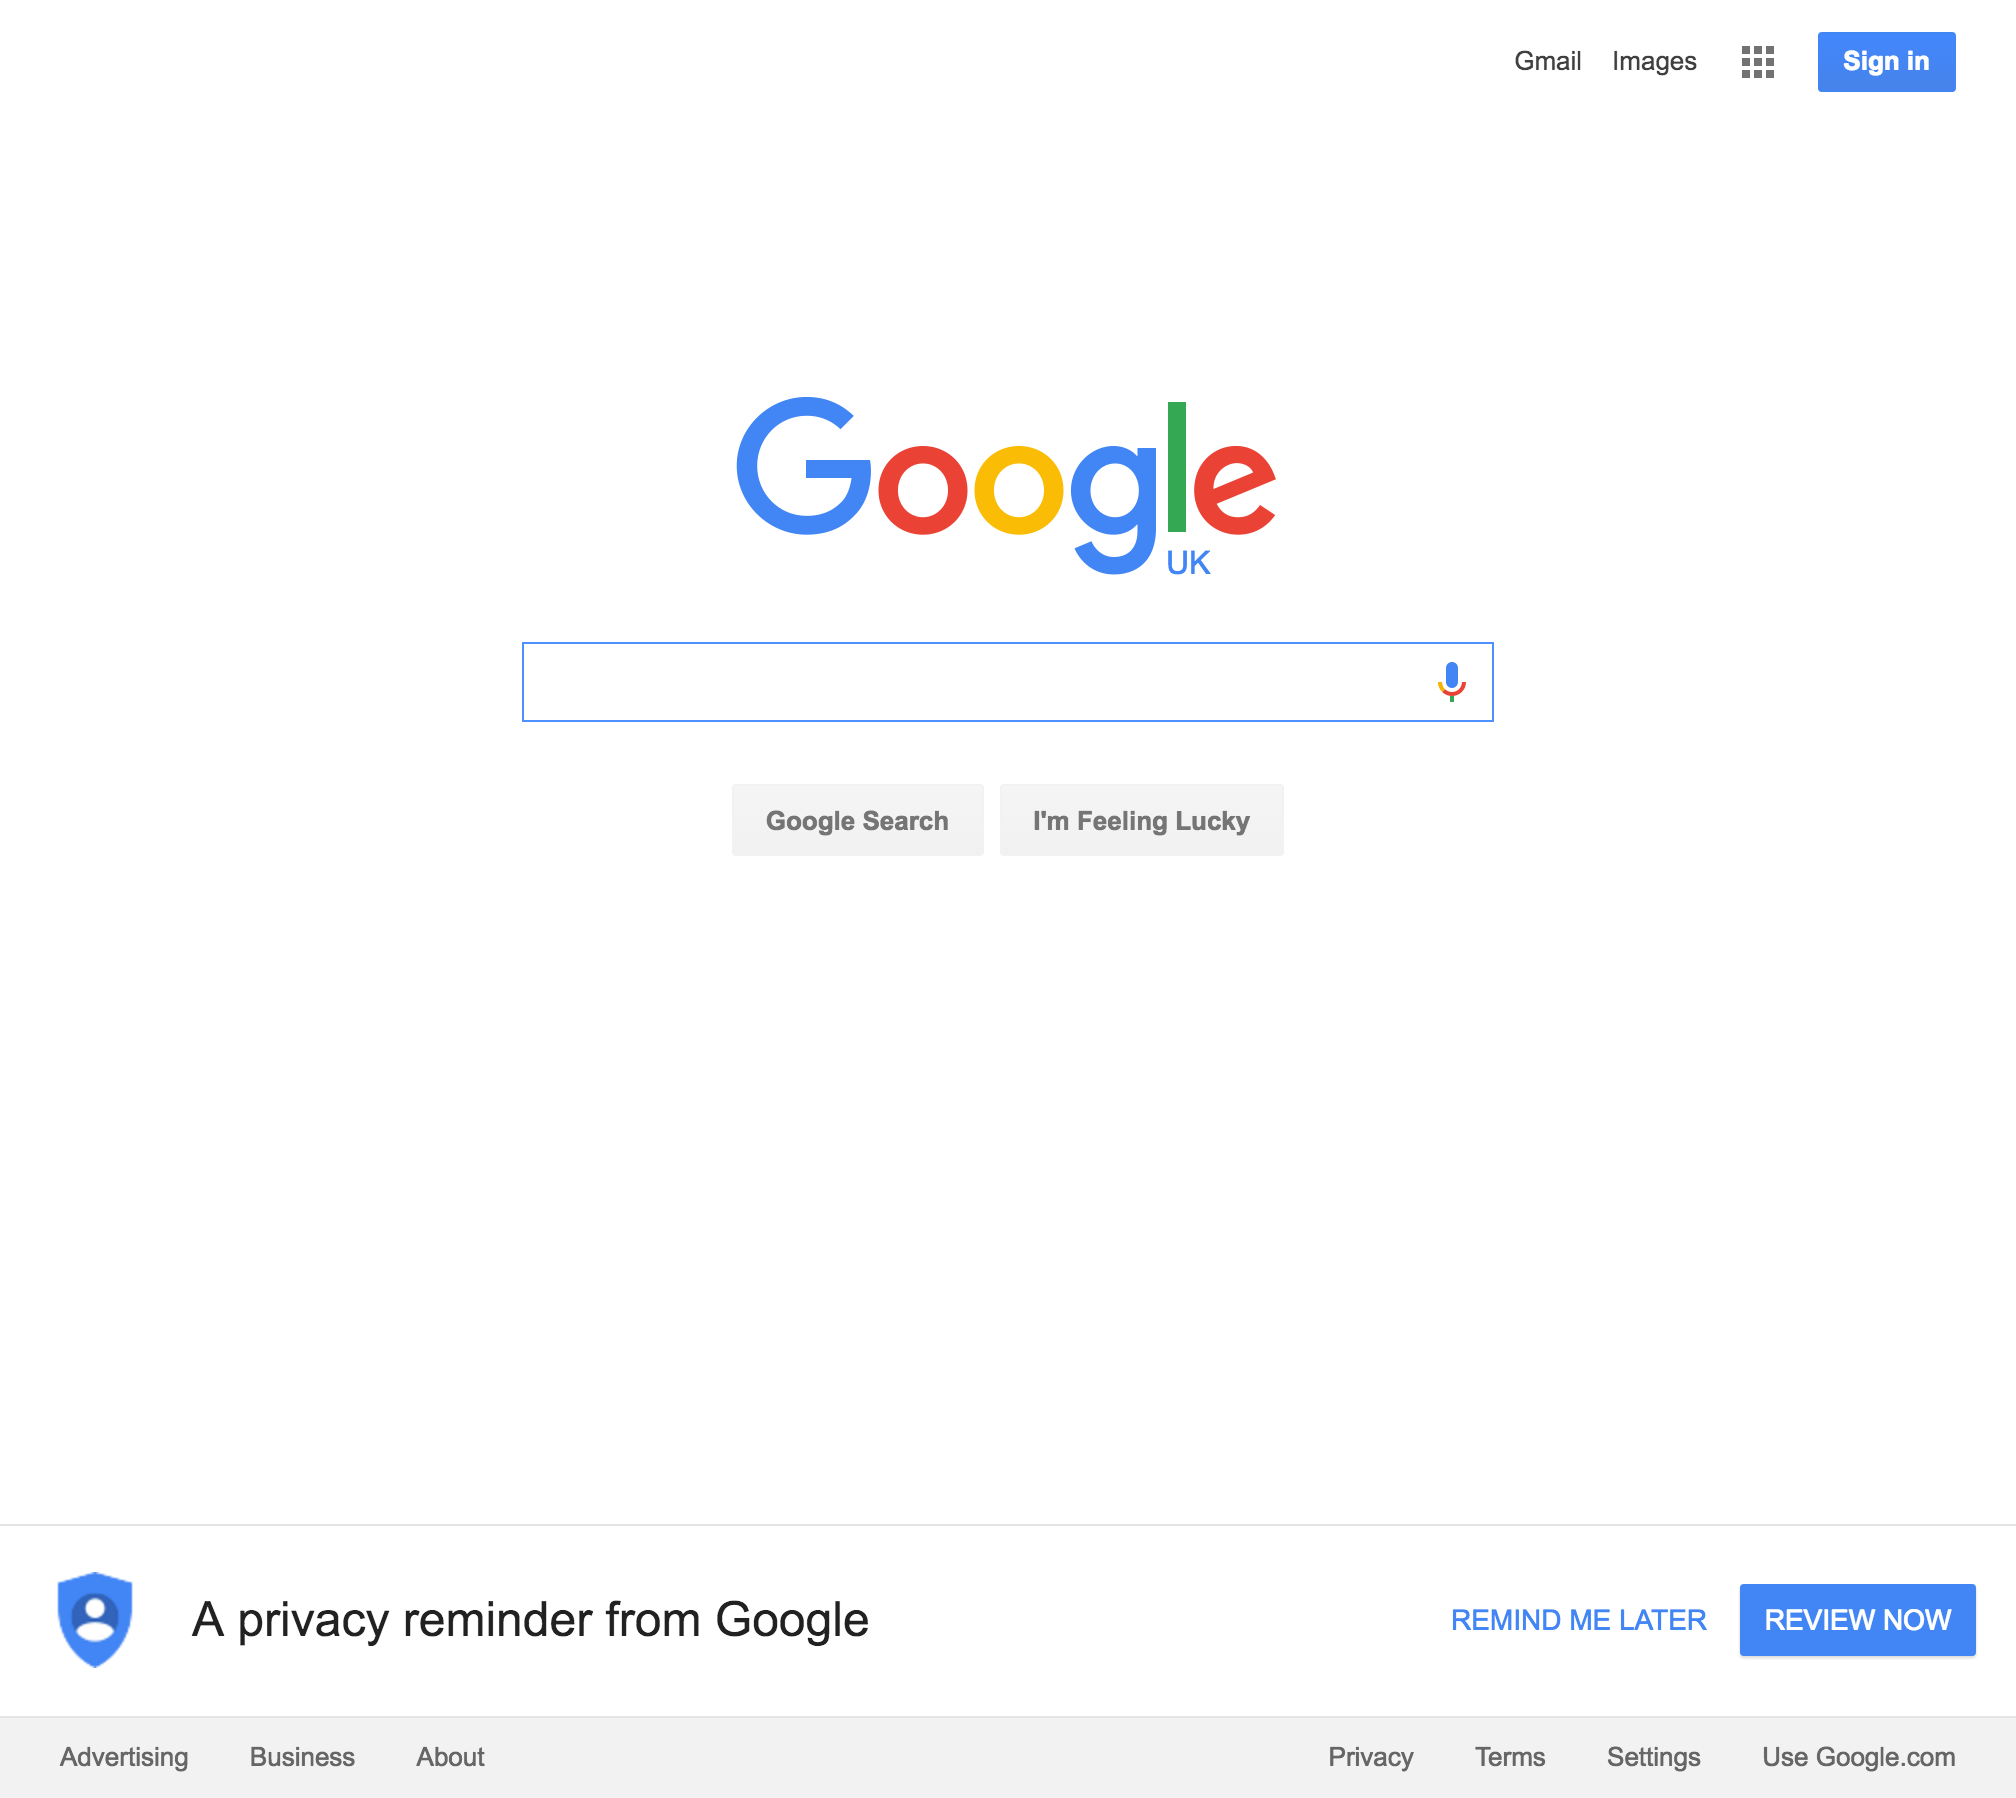 Gmail Images Sign in
Google
UK
Google Search I'm Feeling Lucky
A privacy reminder from Google REMIND ME LATER REVIEW NOW
Advertising Business About Privacy Terms Settings Use Google.com